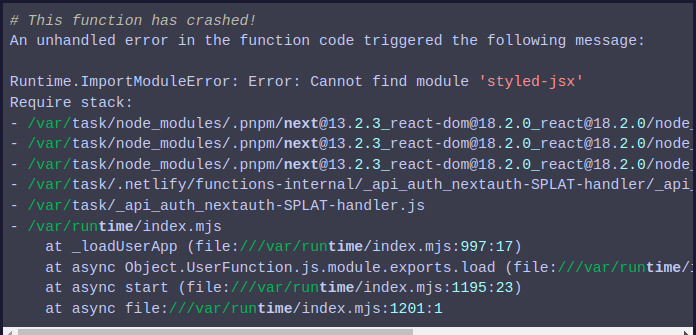 # This function has crashed!
An unhandled error in the function code triggered the following message:
Runtime.ImportModuleError: Error: Cannot find module 'styled-jsx'
Require stack:
- /var/task/node_modules/.pnpm/next@13.2.3_react-dom@18.2.0_react@18.2.0/node_
- /var/task/node_modules/.pnpm/next@13.2.3_react-dom@18.2.0_react@18.2.0/node_
- /var/task/node_modules/.pnpm/next@13.2.3_react-dom@18.2.0_react@18.2.0/node_
- /var/task/.netlify/functions-internal/_api_auth_nextauth-SPLAT-handler/_api_
- /var/task/_api_auth_nextauth-SPLAT-handler.js
- /var/runtime/index.mjs
at _loadUserApp (file:///var/runtime/index.mjs:997:17)
at async Object.UserFunction.js.module.exports.load (file:///var/runtime/i
at async start (file:///var/runtime/index.mjs:1195:23)
at async file:///var/runtime/index.mjs:1201:1